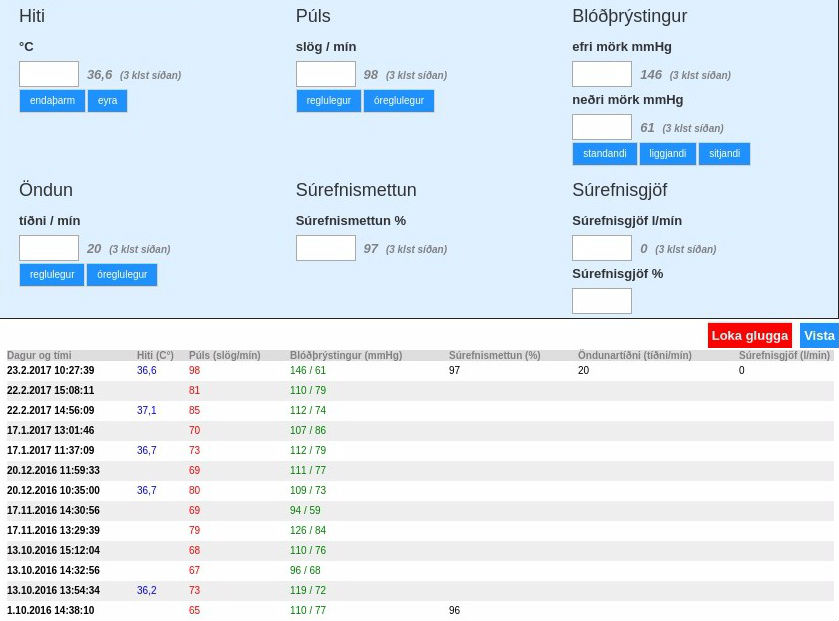 Hiti Púls Blóðþrýstingur
°C slög / mín efri mörk mmHg
36,6 (3 klst síðan) 98 (3 klst síðan) 146 (3 klst síðan)
endaþarm eyra reglulegur óreglulegur neðri mörk mmHg
61 (3 klst síðan)
standandi liggjandi sitjandi
Öndun Súrefnismettun Súrefnisgjöf
tíðni / mín Súrefnismettun % Súrefnisgjöf l/mín
20 (3 klst síðan) 97 (3 klst síðan) 0 (3 klst síðan)
reglulegur óreglulegur Súrefnisgjöf %
Loka glugga Vista
Dagur og tími Hiti (C°) Púls (slög/mín) Blóðþrýstingur (mmHg) Súrefnismettun (%) Öndunartíðni (tíðni/mín) Súrefnisgjöf (l/mín)
23.2.2017 10:27:39 36,6 98 146 / 61 97 20 0
22.2.2017 15:08:11 81 110 / 79
22.2.2017 14:56:09 37,1 85 112 / 74
17.1.2017 13:01:46 70 107 / 86
17.1.2017 11:37:09 36,7 73 112 / 79
20.12.2016 11:59:33 69 111 / 77
20.12.2016 10:35:00 36,7 80 109 / 73
17.11.2016 14:30:56 69 94 / 59
17.11.2016 13:29:39 79 126 / 84
13.10.2016 15:12:04 68 110 / 76
13.10.2016 14:32:56 67 96 / 68
13.10.2016 13:54:34 36,2 73 119 / 72
1.10.2016 14:38:10 65 110 / 77 96